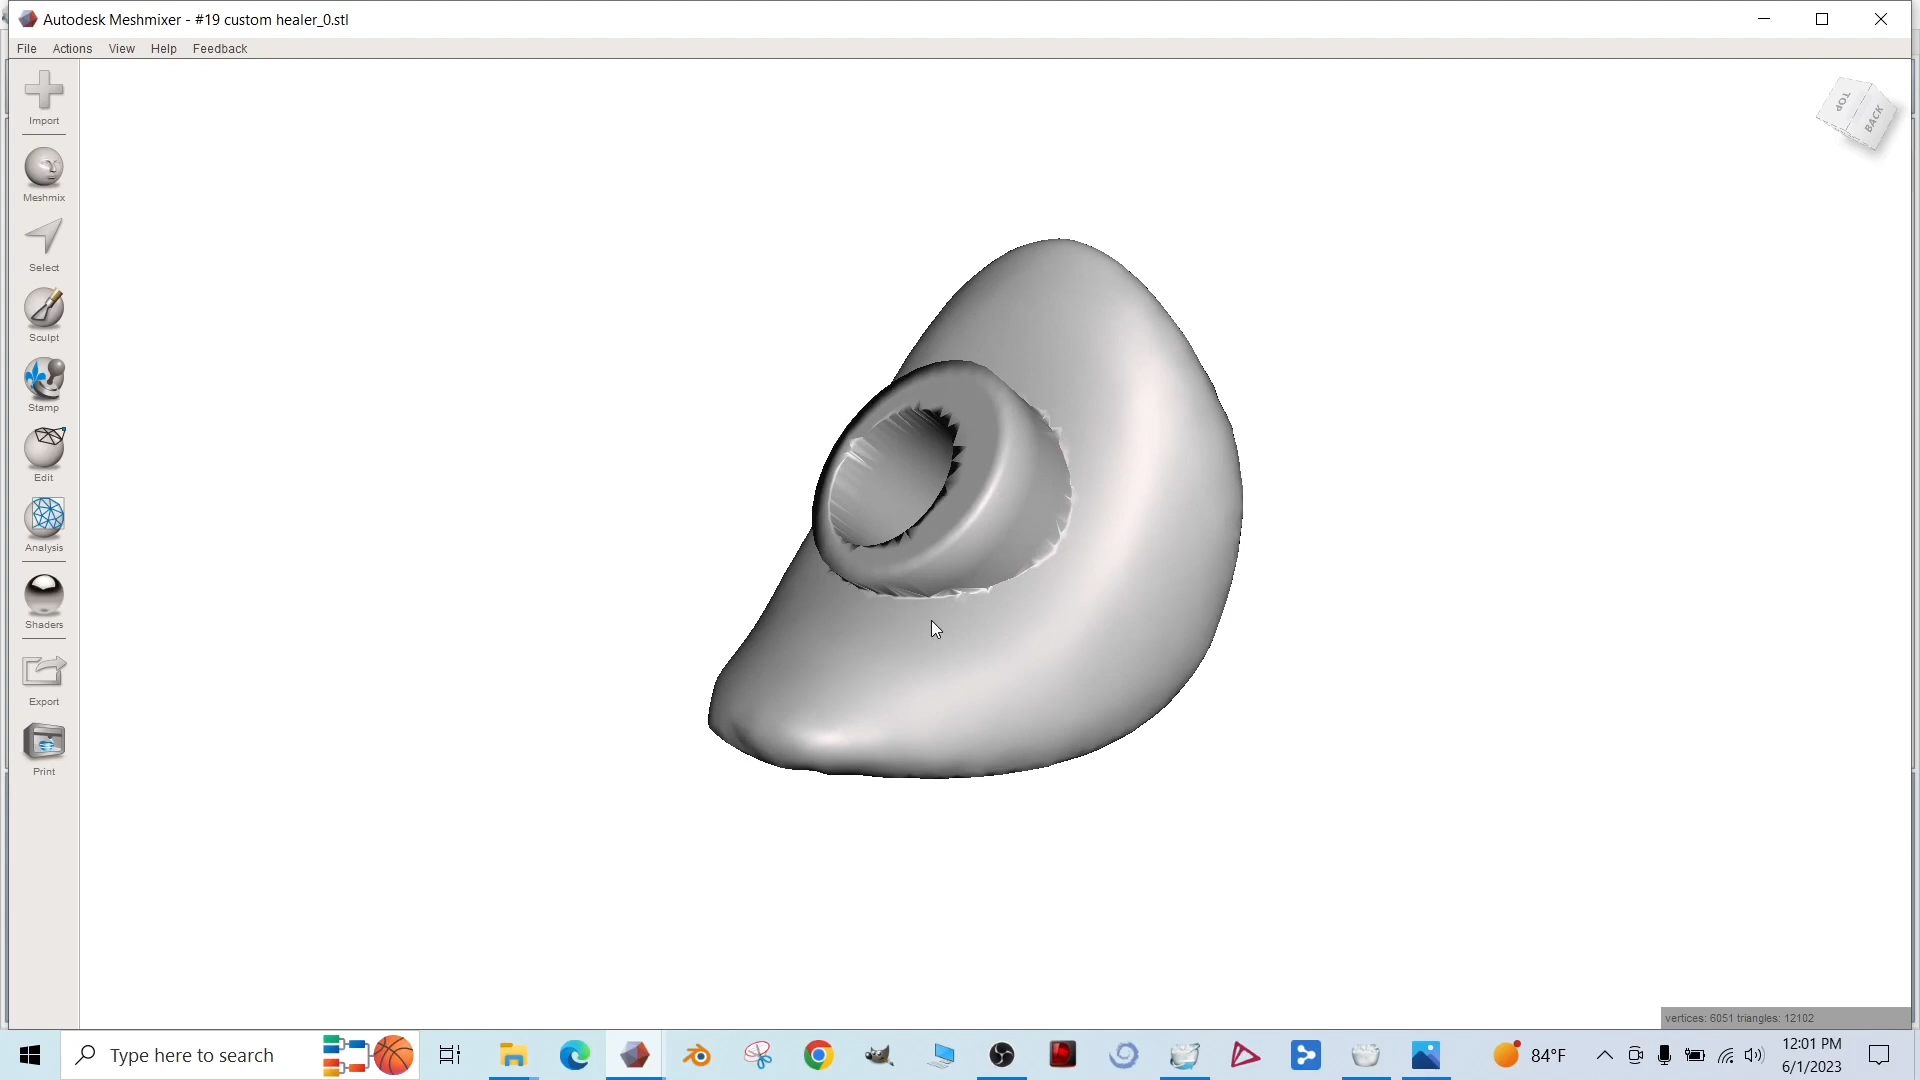 Autodesk Meshmixer - #19 custom healer_0.stl
File Actions View Help Feedback
Import
Meshmix
Select
Sculpt
Stamp
Edit
Analysis
Shaders
Export
Print
TOP
BACK
vertices: 6051 triangles: 12102
Type here to search
84°F
12:01 PM
6/1/2023